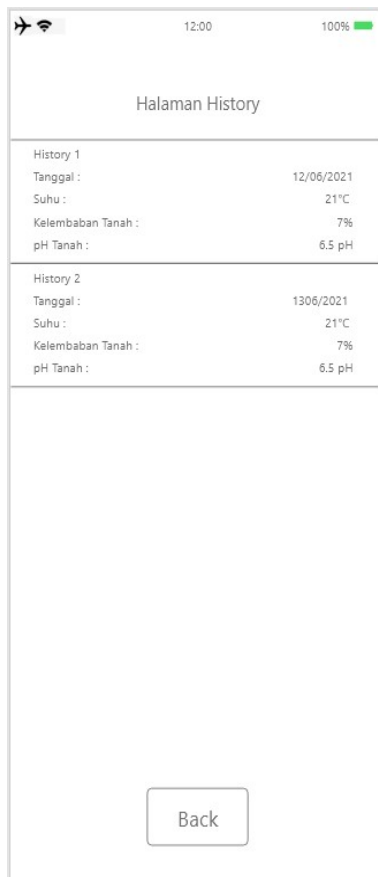 12:00 100%
Halaman History
History 1
Tanggal : 12/06/2021
Suhu : 21°C
Kelembaban Tanah : 7%
pH Tanah : 6.5 pH
History 2
Tanggal : 1306/2021
Suhu : 21°C
Kelembaban Tanah : 7%
pH Tanah : 6.5 pH
Back